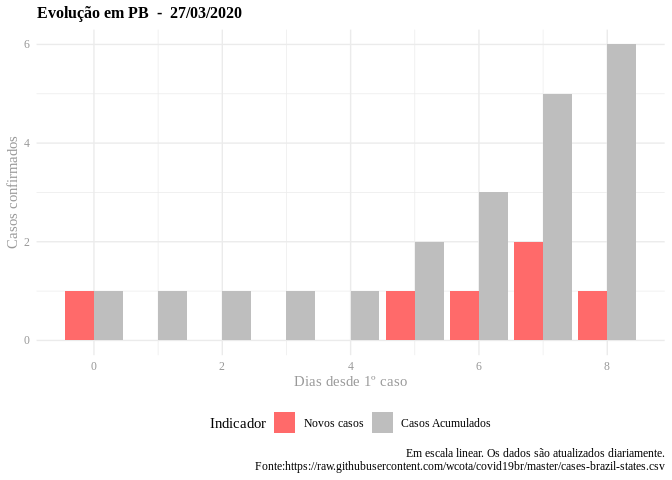 Evolução em PB  -  27/03/2020
Casos confirmados
6
4
2
0
0 2 4 6 8
Dias desde 1º caso
Indicador Novos casos Casos Acumulados
Em escala linear. Os dados são atualizados diariamente.
Fonte:https://raw.githubusercontent.com/wcota/covid19br/master/cases-brazil-states.csv